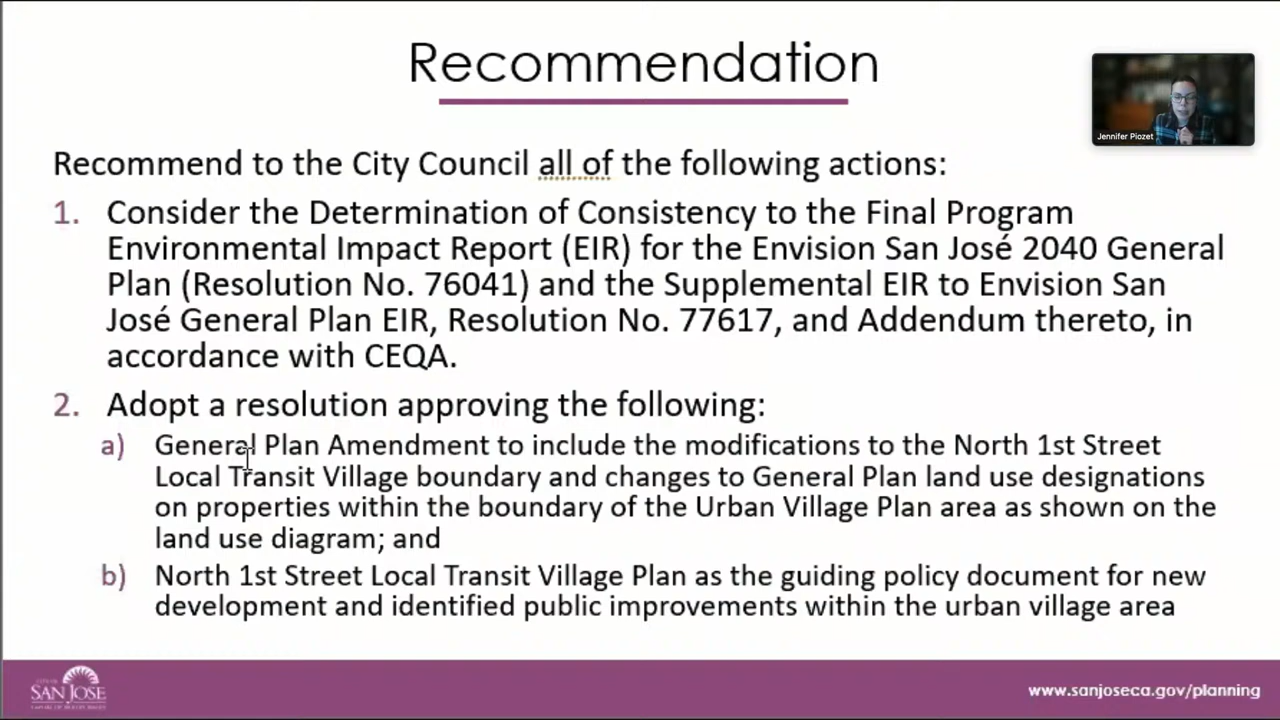 Recommendation
Jennifer Piozet
Recommend to the City Council all of the following actions:
1. Consider the Determination of Consistency to the Final Program
Environmental Impact Report (EIR) for the Envision San José 2040 General
Plan (Resolution No. 76041) and the Supplemental EIR to Envision San
José General Plan EIR, Resolution No. 77617, and Addendum thereto, in
accordance with CEQA.
2. Adopt a resolution approving the following:
a) General Plan Amendment to include the modifications to the North 1st Street
Local Transit Village boundary and changes to General Plan land use designations
on properties within the boundary of the Urban Village Plan area as shown on the
land use diagram; and
b) North 1st Street Local Transit Village Plan as the guiding policy document for new
development and identified public improvements within the urban village area
CITY OF
SAN JOSE
www.sanjoseca.gov/planning